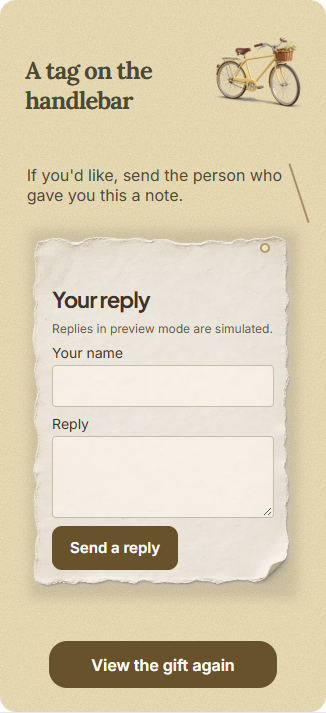 A tag on the
handlebar
If you'd like, send the person who
gave you this a note.
Your reply
Replies in preview mode are simulated.
Your name
Reply
Send a reply
View the gift again